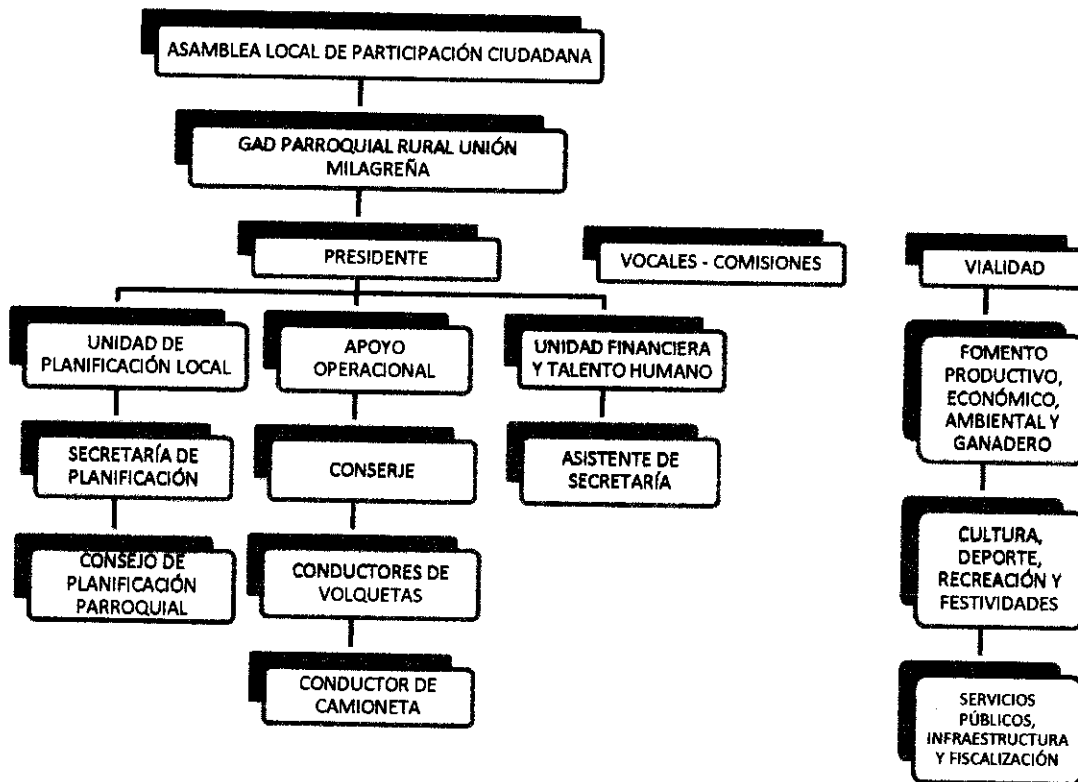 ASAMBLEA LOCAL DE PARTICIPACIÓN CIUDADANA
GAD PARROQUIAL RURAL UNIÓN
MILAGREÑA
PRESIDENTE
VOCALES - COMISIONES
VIALIDAD
UNIDAD DE
PLANIFICACIÓN LOCAL
APOYO
OPERACIONAL
UNIDAD FINANCIERA
Y TALENTO HUMANO
FOMENTO
PRODUCTIVO,
ECONÓMICO,
AMBIENTAL Y
GANADERO
SECRETARÍA DE
PLANIFICACIÓN
CONSERJE
ASISTENTE DE
SECRETARÍA
CONSEJO DE
PLANIFICACIÓN
PARROQUIAL
CONDUCTORES DE
VOLQUETAS
CULTURA,
DEPORTE,
RECREACIÓN Y
FESTIVIDADES
CONDUCTOR DE
CAMIONETA
SERVICIOS
PÚBLICOS,
INFRAESTRUCTURA
Y FISCALIZACIÓN